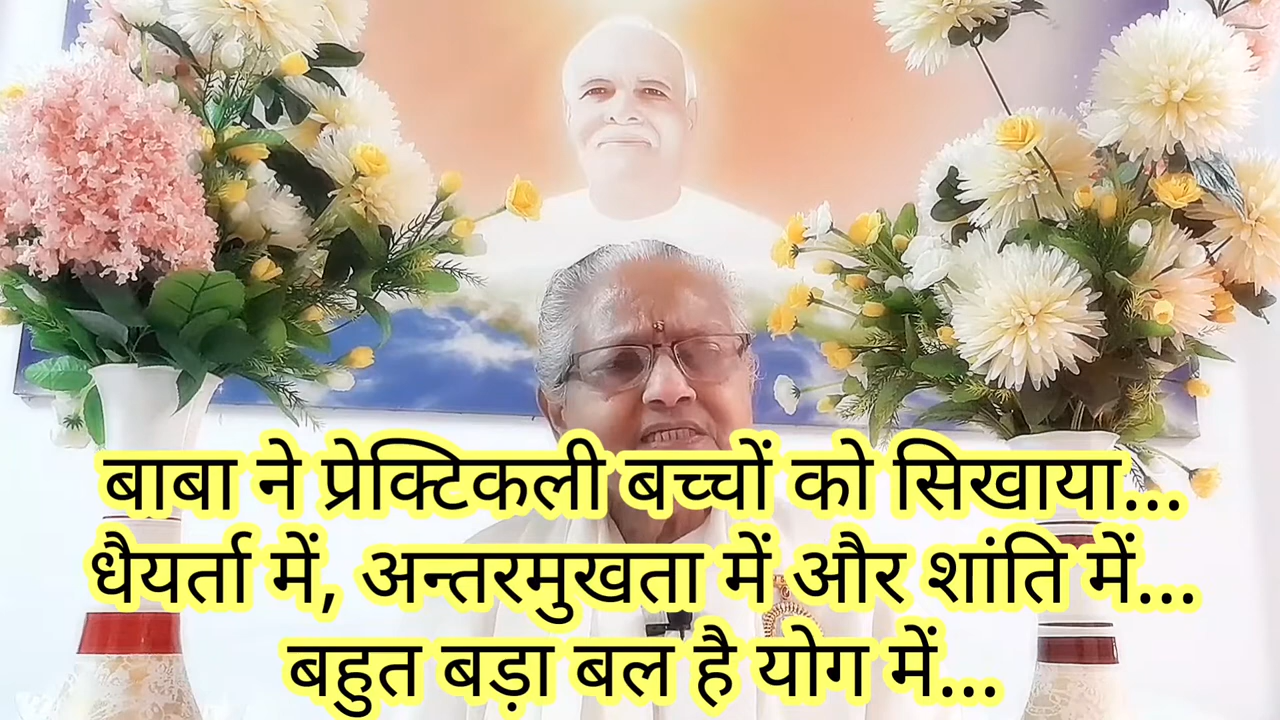 बाबा ने प्रेक्टिकली बच्चों को सिखाया...
धैयर्ता में, अन्तरमुखता में और शांति में...
बहुत बड़ा बल है योग में...